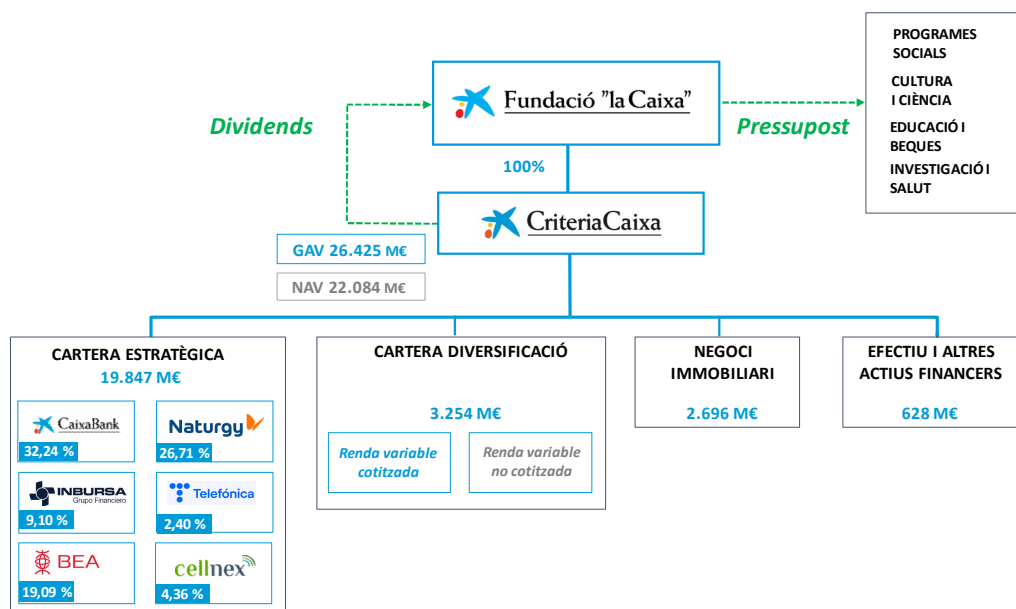 PROGRAMES
SOCIALS
CULTURA
I CIÈNCIA
EDUCACIÓ I
BEQUES
INVESTIGACIÓ I
SALUT
Fundació "la Caixa"
Dividends
Pressupost
100%
CriteriaCaixa
GAV 26.425 M€
NAV 22.084 M€
CARTERA ESTRATÈGICA
19.847 M€
CaixaBank
32,24 %
Naturgy
26,71 %
INBURSA
Grupo Financiero
9,10 %
Telefónica
2,40 %
BEA
19,09 %
cellnex
4,36 %
CARTERA DIVERSIFICACIÓ
3.254 M€
Renda variable
cotitzada
Renda variable
no cotitzada
NEGOCI
IMMOBILIARI
2.696 M€
EFECTIU I ALTRES
ACTIUS FINANCERS
628 M€